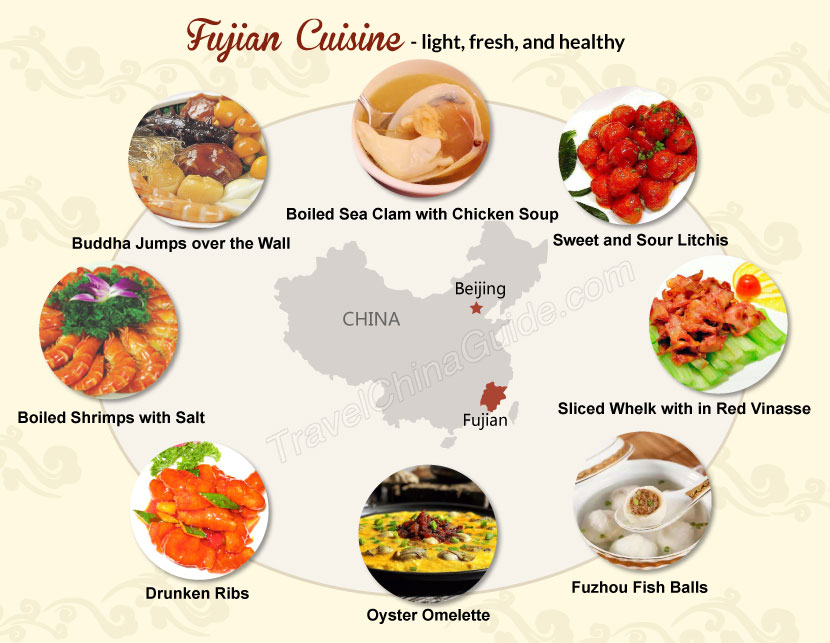 Fujian Cuisine - light, fresh, and healthy
Boiled Sea Clam with Chicken Soup
Buddha Jumps over the Wall
Sweet and Sour Litchis
Beijing
CHINA
TravelChinaGuide.com
Boiled Shrimps with Salt
Fujian
Sliced Whelk with in Red Vinasse
Drunken Ribs
Oyster Omelette
Fuzhou Fish Balls